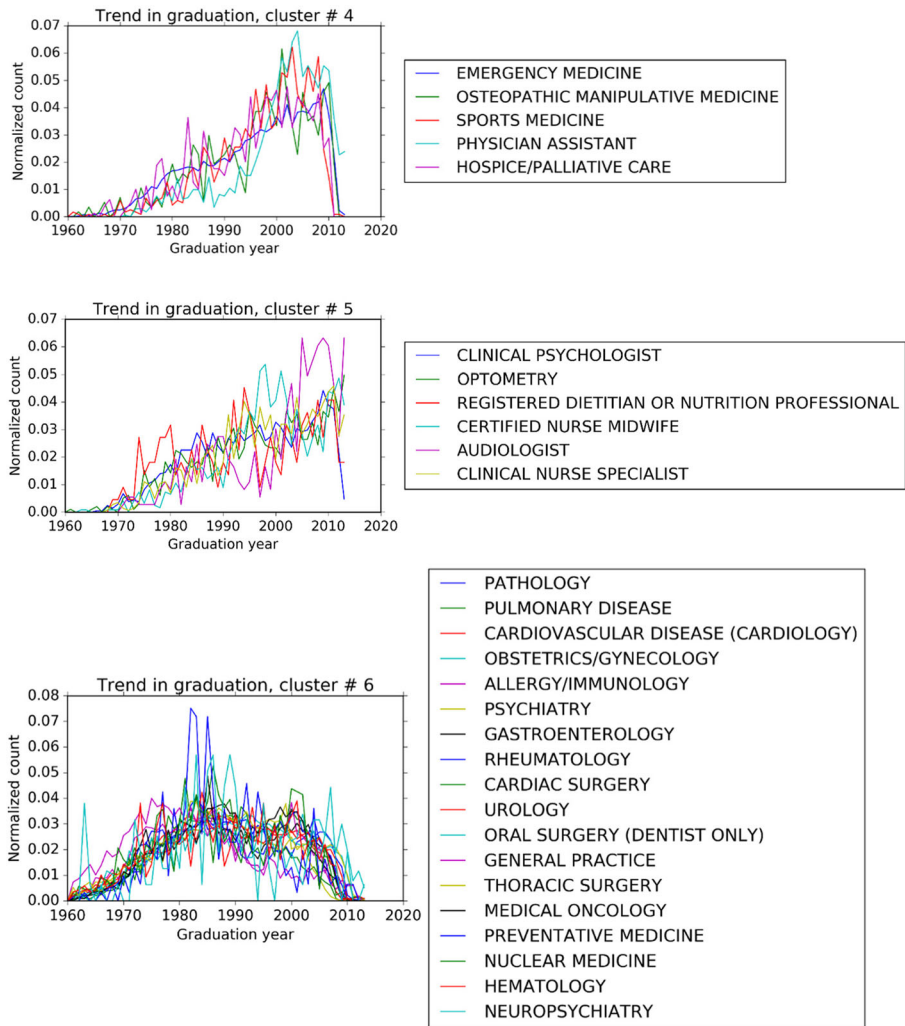 Trend in graduation, cluster # 4
0.07
0.06
0.05
0.04
0.03
0.02
0.01
0.00
Normalized count
1960 1970 1980 1990 2000 2010 2020
Graduation year
EMERGENCY MEDICINE
OSTEOPATHIC MANIPULATIVE MEDICINE
SPORTS MEDICINE
PHYSICIAN ASSISTANT
HOSPICE/PALLIATIVE CARE
Trend in graduation, cluster # 5
0.07
0.06
0.05
0.04
0.03
0.02
0.01
0.00
Normalized count
1960 1970 1980 1990 2000 2010 2020
Graduation year
CLINICAL PSYCHOLOGIST
OPTOMETRY
REGISTERED DIETITIAN OR NUTRITION PROFESSIONAL
CERTIFIED NURSE MIDWIFE
AUDIOLOGIST
CLINICAL NURSE SPECIALIST
Trend in graduation, cluster # 6
0.08
0.07
0.06
0.05
0.04
0.03
0.02
0.01
0.00
Normalized count
1960 1970 1980 1990 2000 2010 2020
Graduation year
PATHOLOGY
PULMONARY DISEASE
CARDIOVASCULAR DISEASE (CARDIOLOGY)
OBSTETRICS/GYNECOLOGY
ALLERGY/IMMUNOLOGY
PSYCHIATRY
GASTROENTEROLOGY
RHEUMATOLOGY
CARDIAC SURGERY
UROLOGY
ORAL SURGERY (DENTIST ONLY)
GENERAL PRACTICE
THORACIC SURGERY
MEDICAL ONCOLOGY
PREVENTATIVE MEDICINE
NUCLEAR MEDICINE
HEMATOLOGY
NEUROPSYCHIATRY